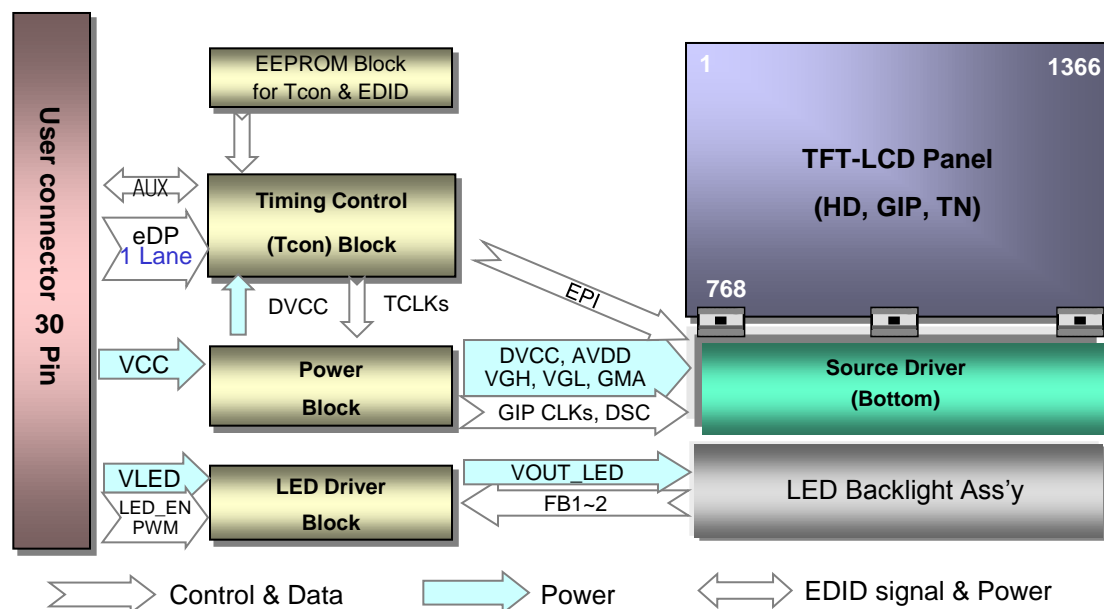 User connector 30 Pin
EEPROM Block
for Tcon & EDID
AUX
eDP
1 Lane
Timing Control
(Tcon) Block
DVCC
TCLKs
EPI
1
1366
TFT-LCD Panel
(HD, GIP, TN)
768
VCC
Power
Block
DVCC, AVDD
VGH, VGL, GMA
GIP CLKs, DSC
Source Driver
(Bottom)
VLED
LED_EN
PWM
LED Driver
Block
VOUT_LED
FB1~2
LED Backlight Ass'y
Control & Data
Power
EDID signal & Power